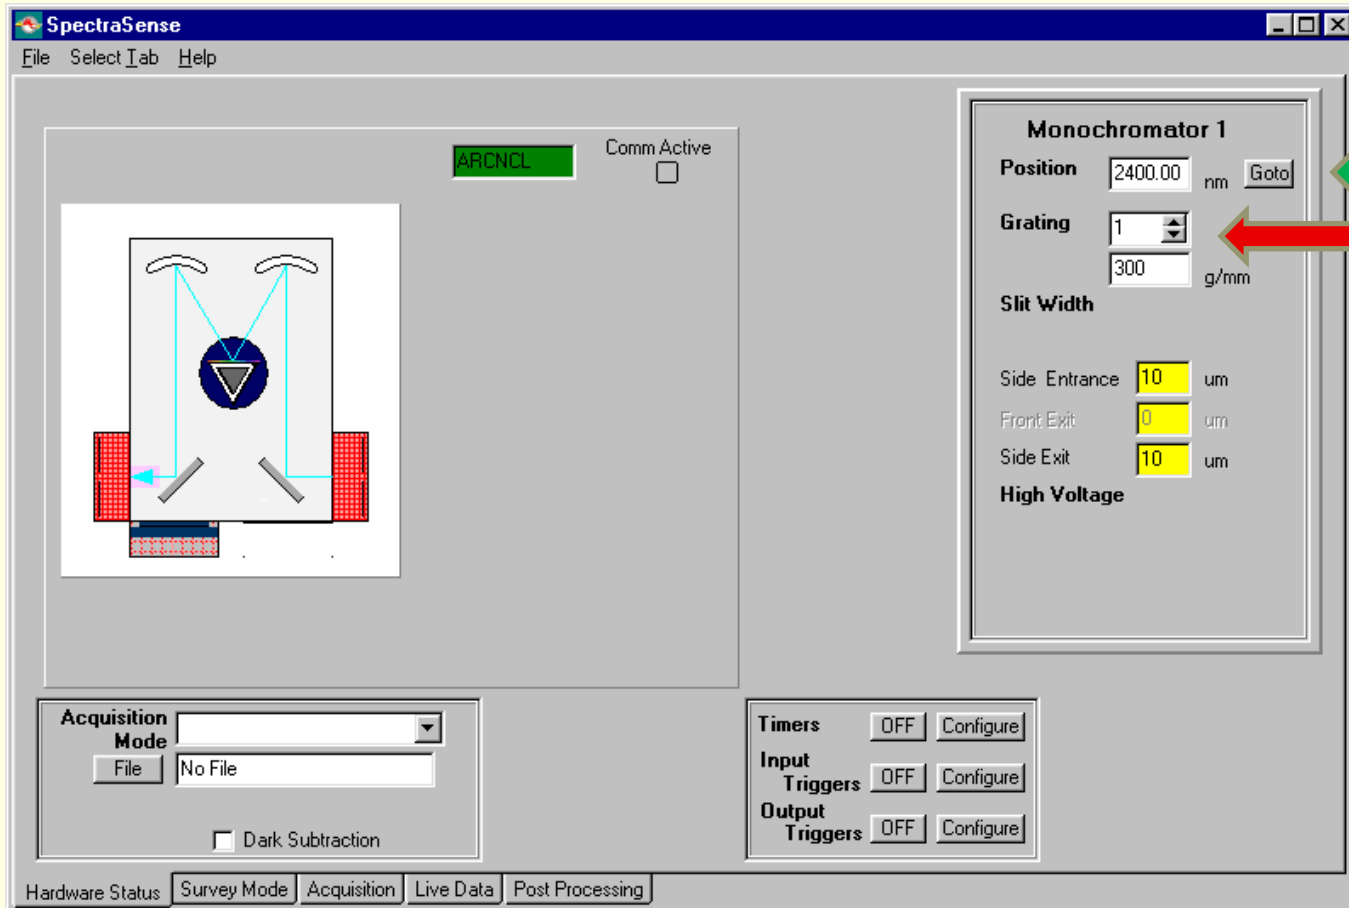 SpectraSense
File Select Tab Help
ARCNCL
Comm Active
Monochromator 1
Position 2400.00 nm Goto
Grating 1
300 g/mm
Slit Width
Side Entrance 10 um
Front Exit 0 um
Side Exit 10 um
High Voltage
Acquisition
Mode
File No File
Dark Subtraction
Timers OFF Configure
Input
Triggers OFF Configure
Output
Triggers OFF Configure
Hardware Status Survey Mode Acquisition Live Data Post Processing